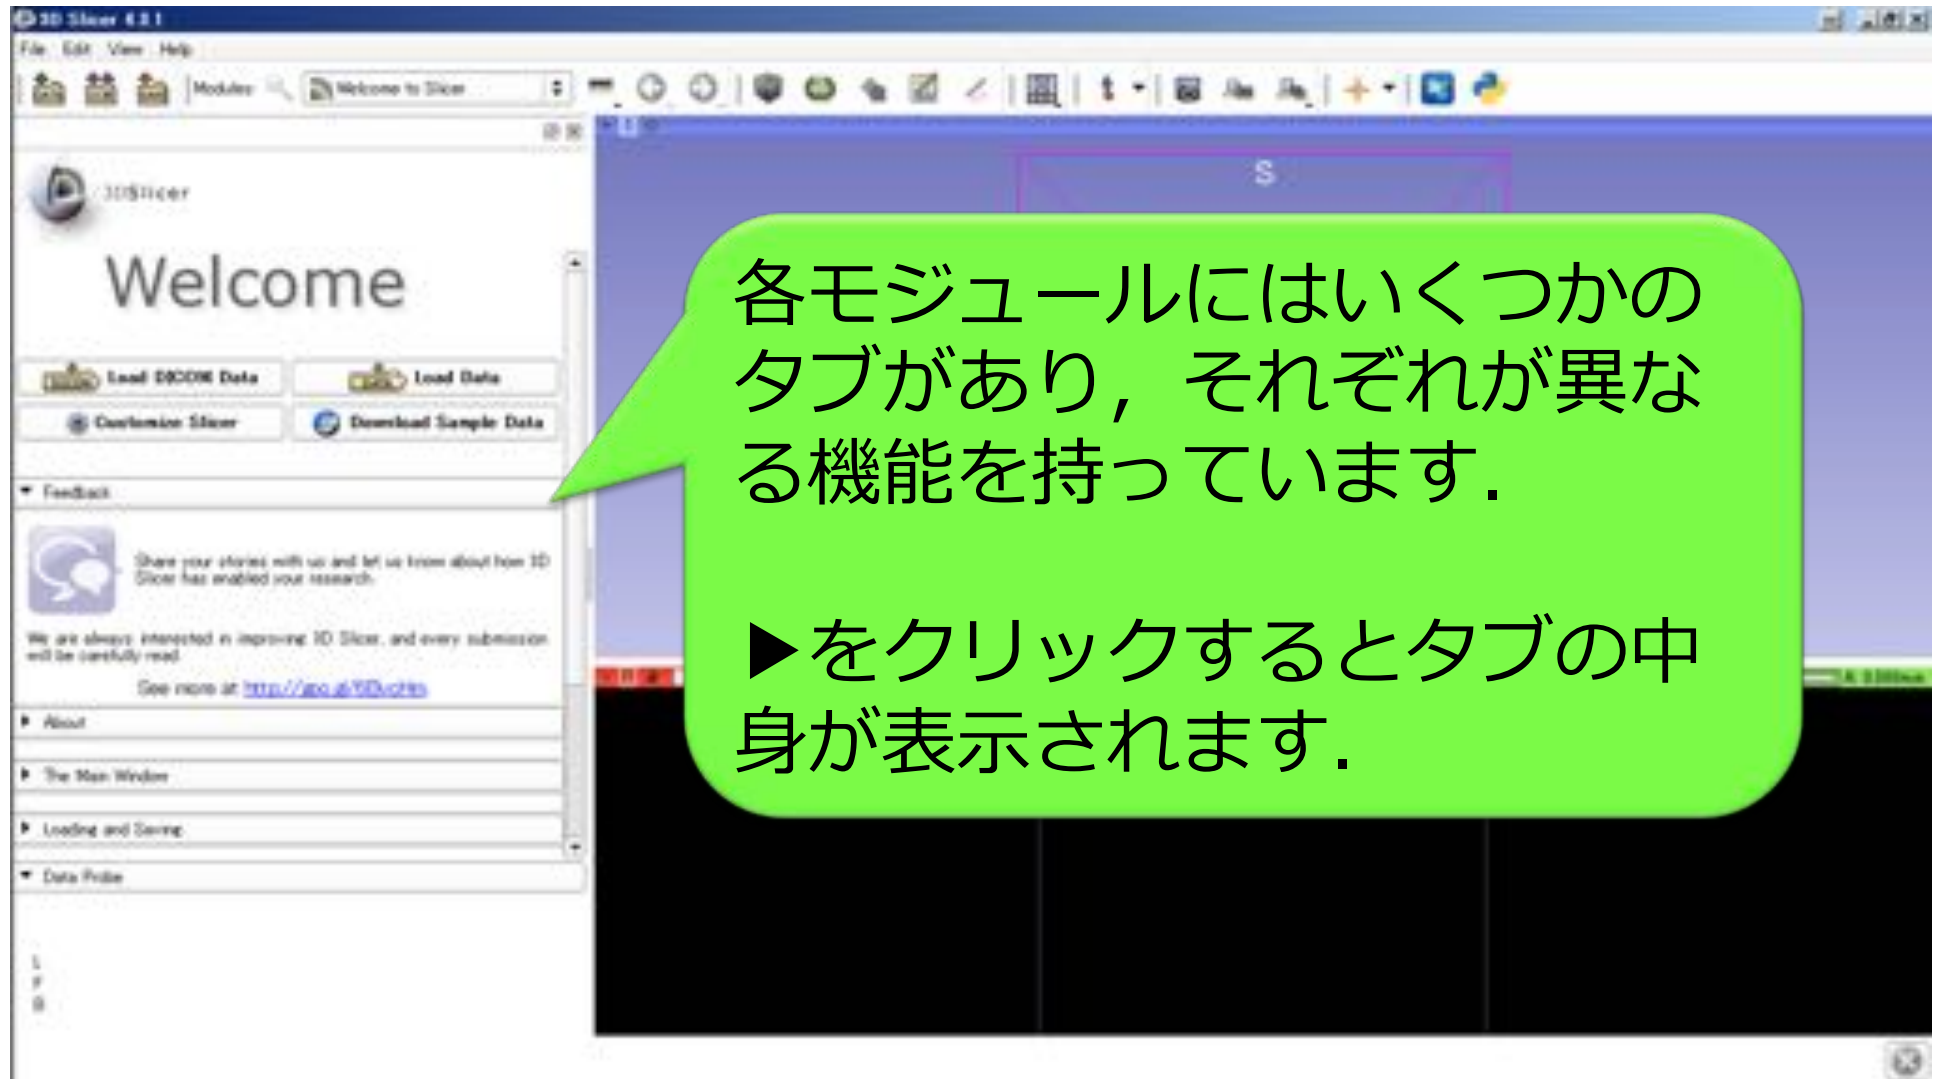 3D Slicer 4.3.1
File Edit View Help
Modules: Welcome to Slicer
3DSlicer
S
Welcome
Load DICOM Data
Load Data
Customize Slicer
Download Sample Data
各モジュールにはいくつかの
タブがあり，それぞれが異な
る機能を持っています．
▶をクリックするとタブの中
身が表示されます．
Feedback
Share your stories with us and let us know about how 3D
Slicer has enabled your research.
We are always interested in improving 3D Slicer, and every submission
will be carefully read.
See more at
About
The Main Window
Loading and Saving
Data Probe
L
F
B